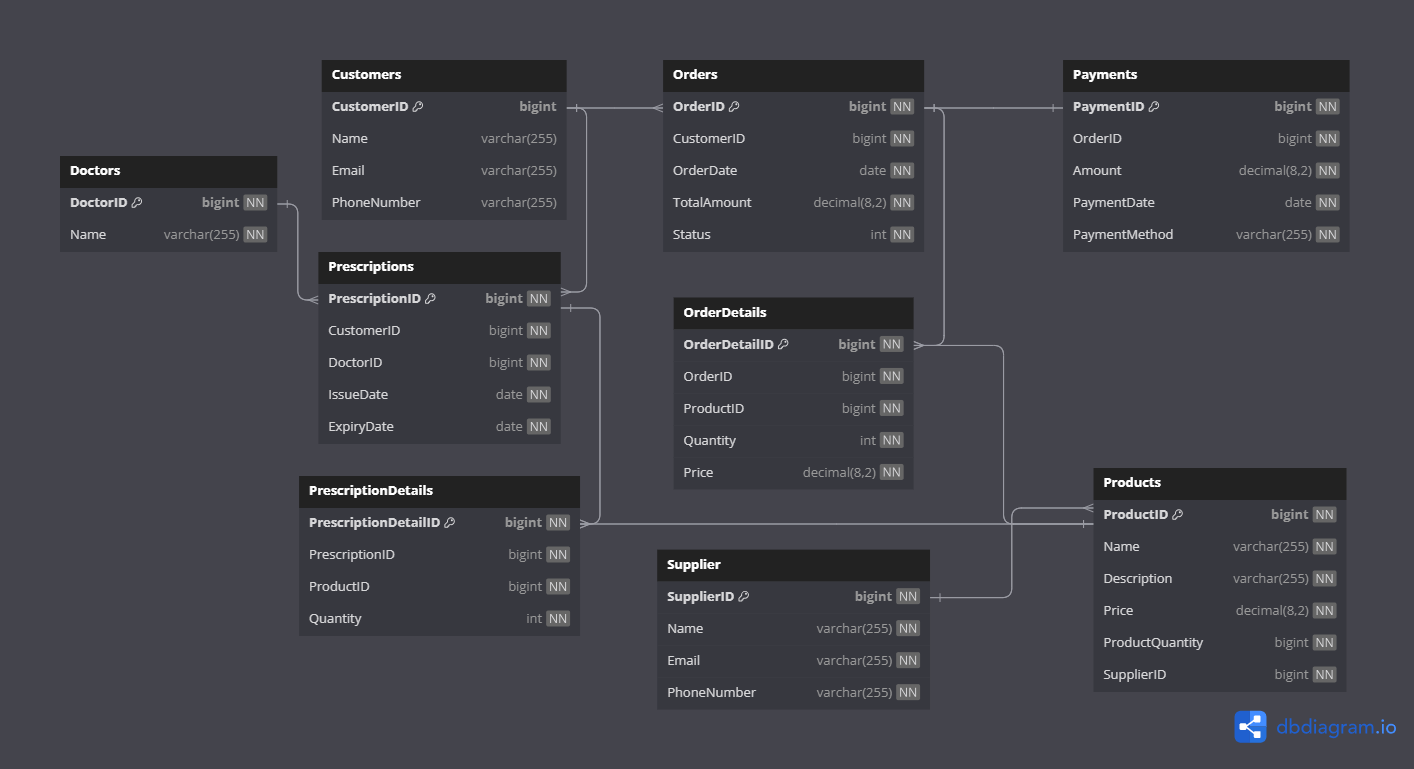 Customers
CustomerID bigint
Name varchar(255)
Email varchar(255)
PhoneNumber varchar(255)
Orders
OrderID bigint NN
CustomerID bigint NN
OrderDate date NN
TotalAmount decimal(8,2) NN
Status int NN
Payments
PaymentID bigint NN
OrderID bigint NN
Amount decimal(8,2) NN
PaymentDate date NN
PaymentMethod varchar(255) NN
Doctors
DoctorID bigint NN
Name varchar(255) NN
Prescriptions
PrescriptionID bigint NN
CustomerID bigint NN
DoctorID bigint NN
IssueDate date NN
ExpiryDate date NN
OrderDetails
OrderDetailID bigint NN
OrderID bigint NN
ProductID bigint NN
Quantity int NN
Price decimal(8,2) NN
PrescriptionDetails
PrescriptionDetailID bigint NN
PrescriptionID bigint NN
ProductID bigint NN
Quantity int NN
Supplier
SupplierID bigint NN
Name varchar(255) NN
Email varchar(255) NN
PhoneNumber varchar(255) NN
Products
ProductID bigint NN
Name varchar(255) NN
Description varchar(255) NN
Price decimal(8,2) NN
ProductQuantity bigint NN
SupplierID bigint NN
dbdiagram.io